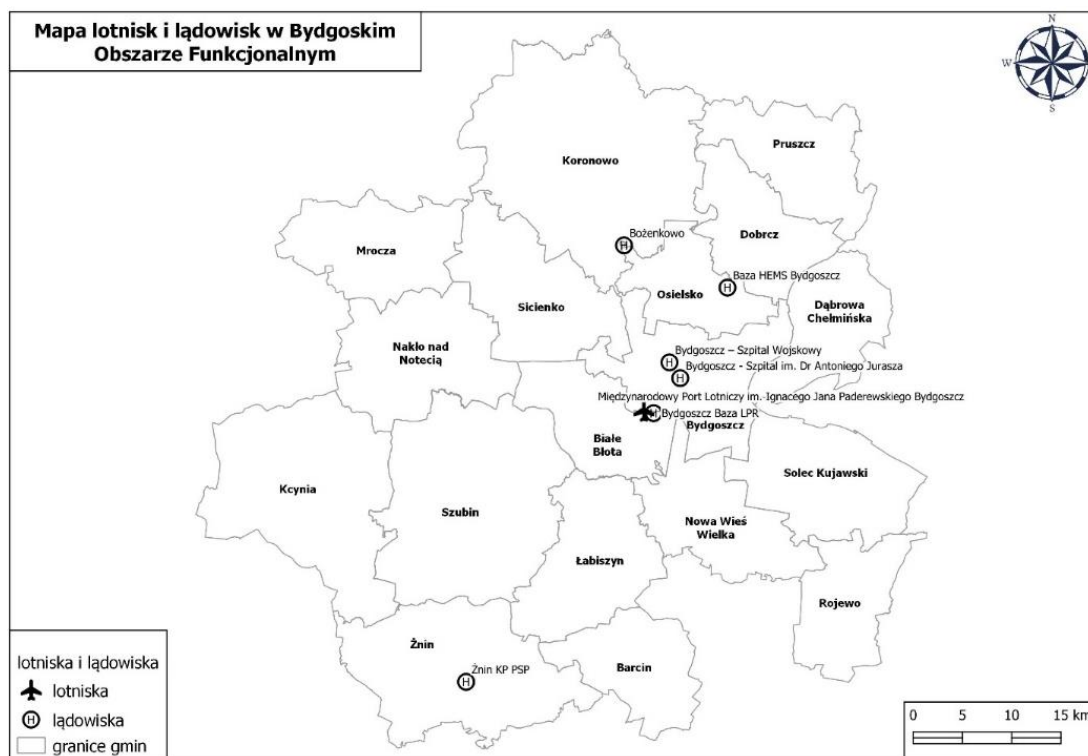 Mapa lotnisk i lądowisk w Bydgoskim
Obszarze Funkcjonalnym
N
W
S
Pruszcz
Koronowo
Bożenkowo
Dobrcz
Mrocza
Baza HEMS Bydgoszcz
Osielsko
Sicienko
Dąbrowa
Chełmińska
Nakło nad
Notecią
H
Bydgoszcz – Szpital Wojskowy
Bydgoszcz - Szpital im. Dr Antoniego Jurasza
Międzynarodowy Port Lotniczy im. Ignacego Jana Paderewskiego Bydgoszcz
Bydgoszcz Baza LPR
Bydgoszcz
Białe
Błota
Solec Kujawski
Kcynia
Szubin
Nowa Wieś
Wielka
Łabiszyn
Rojewo
Żnin
Żnin KP PSP
Barcin
lotniska i lądowiska
lotniska
H lądowiska
granice gmin
0 5 10 15 km